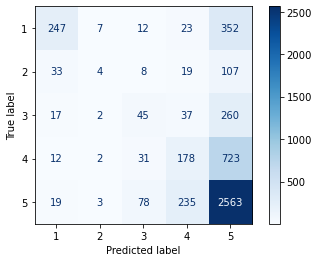 1 247 7 12 23 352
2 33 4 8 19 107
3 17 2 45 37 260
4 12 2 31 178 723
5 19 3 78 235 2563
1 2 3 4 5
Predicted label
True label
2500
2000
1500
1000
500